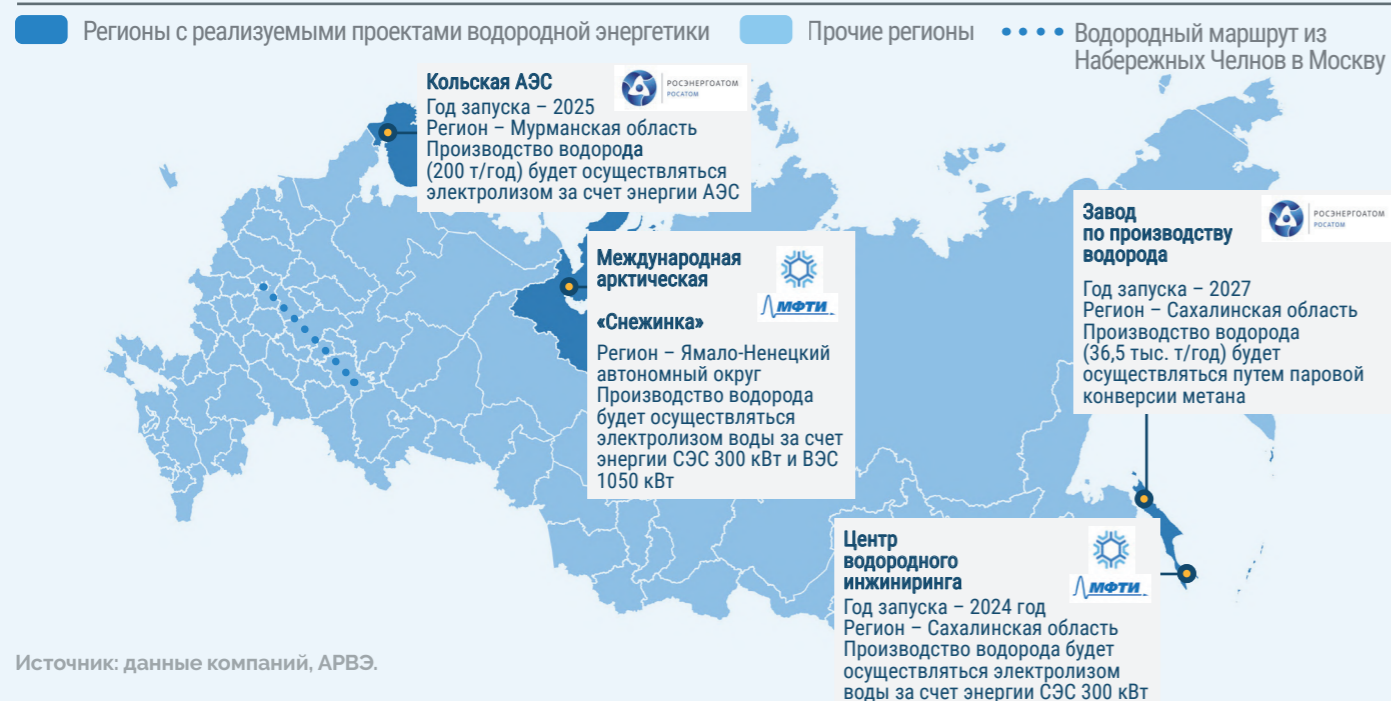 Регионы с реализуемыми проектами водородной энергетики
Прочие регионы
Водородный маршрут из
Набережных Челнов в Москву
Кольская АЭС
РОСЭНЕРГОАТОМ
РОСАТОМ
Год запуска – 2025
Регион – Мурманская область
Производство водорода
(200 т/год) будет осуществляться
электролизом за счет энергии АЭС
Международная
арктическая
«Снежинка»
МФТИ
Регион – Ямало-Ненецкий
автономный округ
Производство водорода
будет осуществляться
электролизом воды за счет
энергии СЭС 300 кВт и ВЭС
1050 кВт
Завод
по производству
водорода
РОСЭНЕРГОАТОМ
РОСАТОМ
Год запуска – 2027
Регион – Сахалинская область
Производство водорода
(36,5 тыс. т/год) будет
осуществляться путем паровой
конверсии метана
Центр
водородного
инжиниринга
МФТИ
Год запуска – 2024 год
Регион – Сахалинская область
Производство водорода будет
осуществляться электролизом
воды за счет энергии СЭС 300 кВт
Источник: данные компаний, АРВЭ.